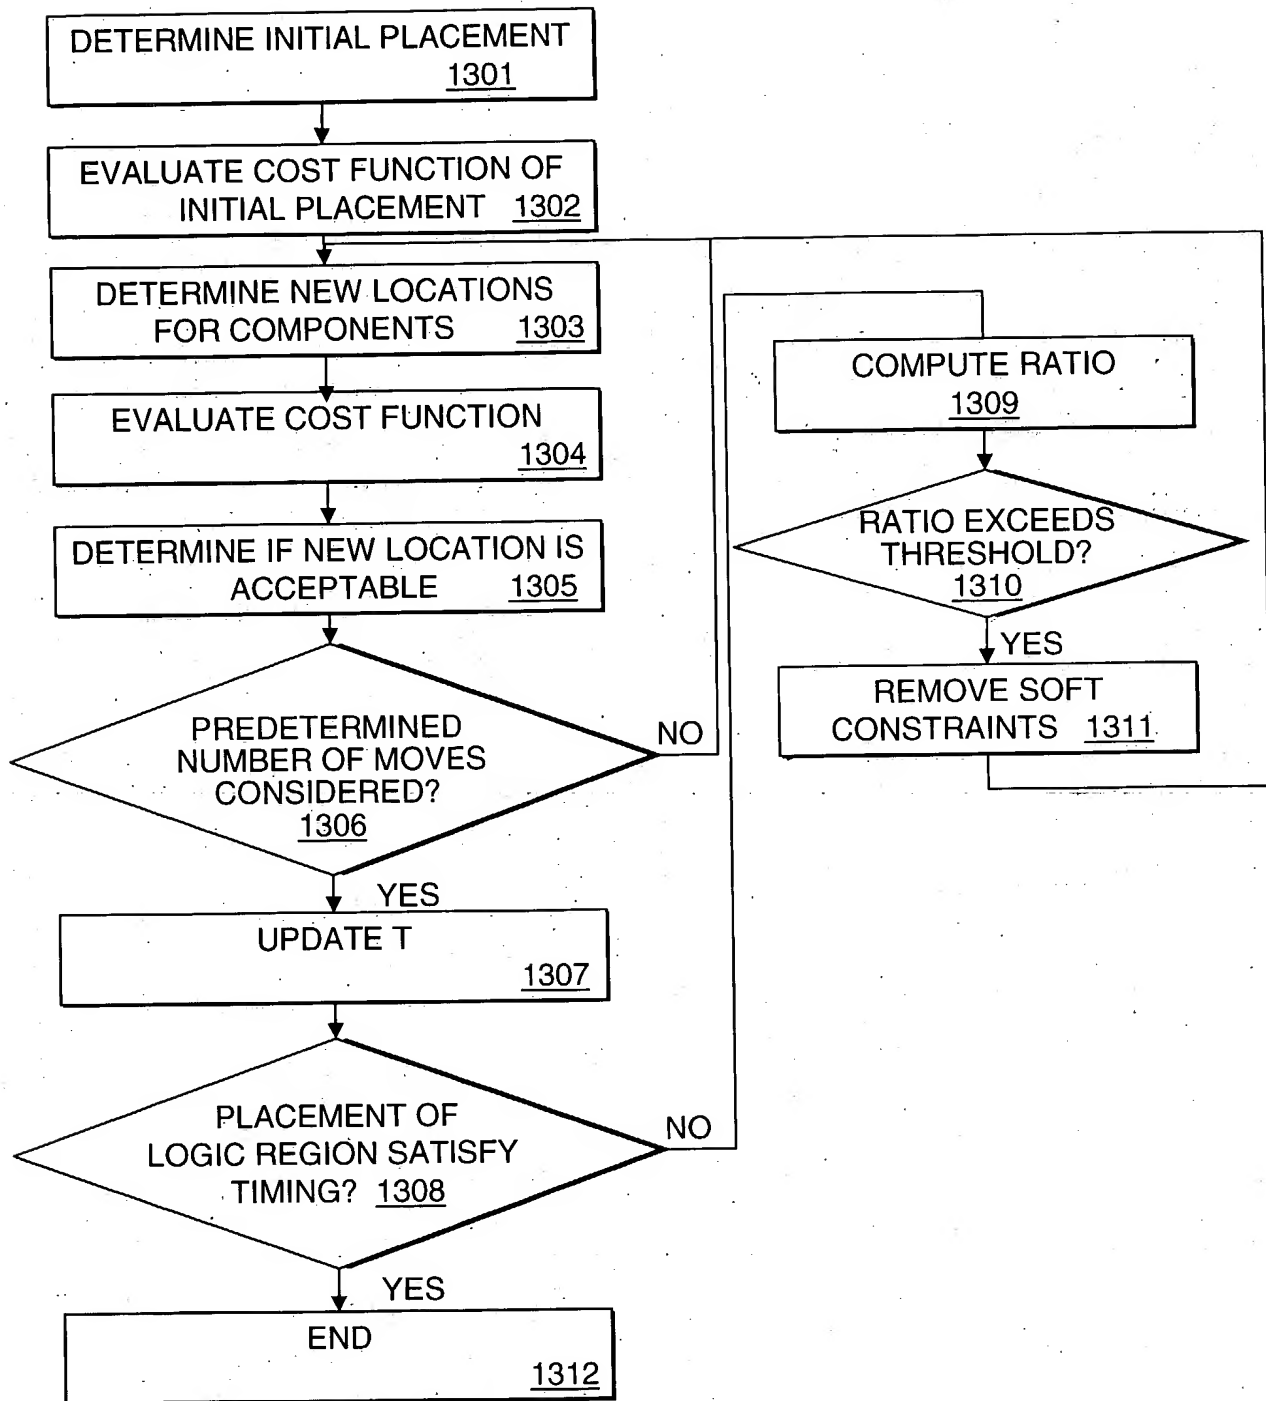 DETERMINE INITIAL PLACEMENT
1301
EVALUATE COST FUNCTION OF
INITIAL PLACEMENT 1302
DETERMINE NEW LOCATIONS
FOR COMPONENTS 1303
EVALUATE COST FUNCTION
1304
DETERMINE IF NEW LOCATION IS
ACCEPTABLE 1305
PREDETERMINED
NUMBER OF MOVES
CONSIDERED?
1306
NO
YES
UPDATE T
1307
PLACEMENT OF
LOGIC REGION SATISFY
TIMING? 1308
NO
YES
END
1312
COMPUTE RATIO
1309
RATIO EXCEEDS
THRESHOLD?
1310
YES
REMOVE SOFT
CONSTRAINTS 1311